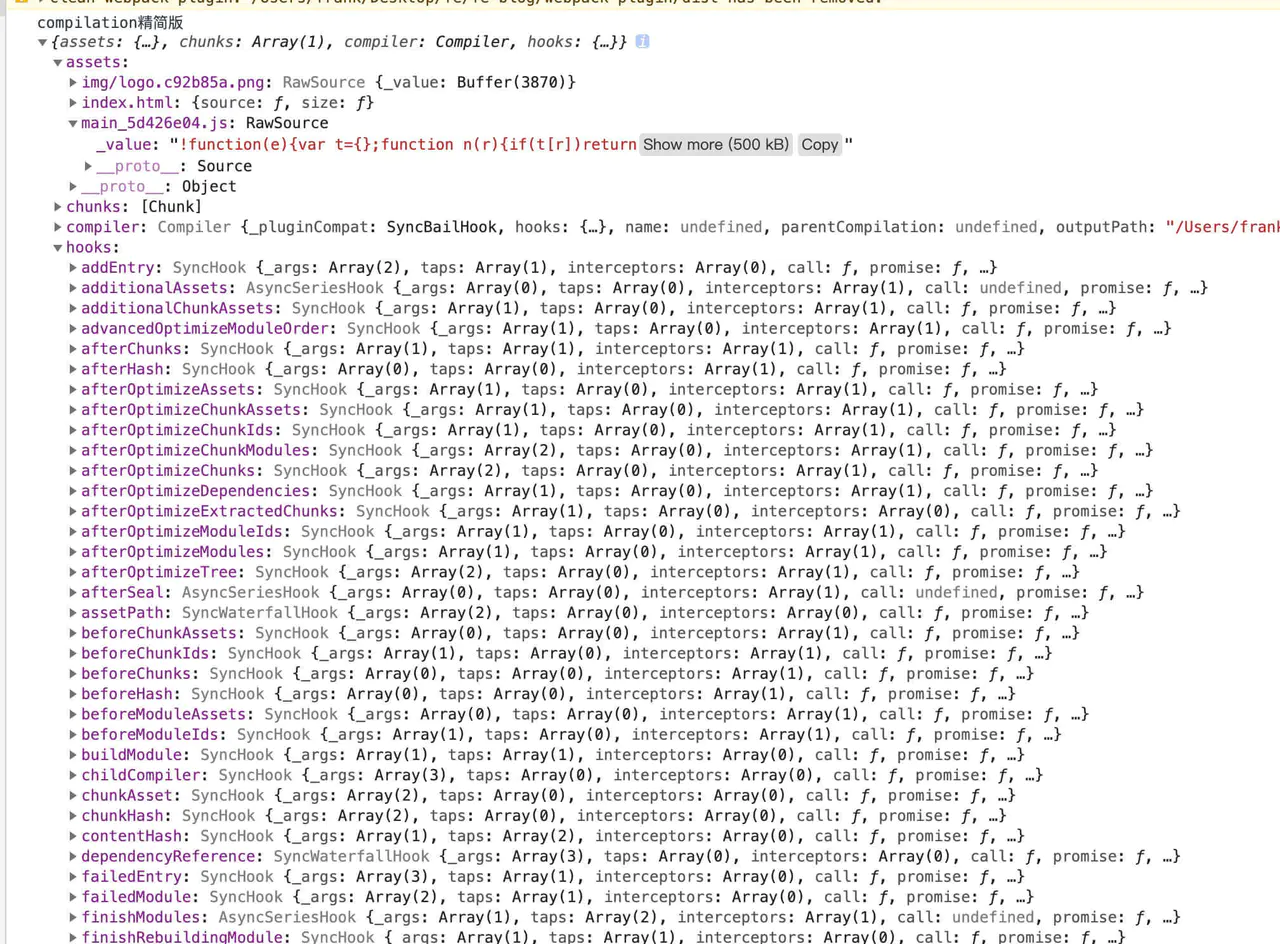 clean-webpack-plugin: /Users/frank/Desktop/fe/fe-blog/webpack-plugin/dist has been removed.
compilation精简版
▼{assets: {…}, chunks: Array(1), compiler: Compiler, hooks: {…}} i
▼assets:
▶img/logo.c92b85a.png: RawSource {_value: Buffer(3870)}
▶index.html: {source: ƒ, size: ƒ}
▼main_5d426e04.js: RawSource
_value: "!function(e){var t={};function n(r){if(t[r])return Show more (500 kB) Copy "
▶__proto__: Source
▶__proto__: Object
▶chunks: [Chunk]
▶compiler: Compiler {_pluginCompat: SyncBailHook, hooks: {…}, name: undefined, parentCompilation: undefined, outputPath: "/Users/frank
▼hooks:
▶addEntry: SyncHook {_args: Array(2), taps: Array(1), interceptors: Array(0), call: ƒ, promise: ƒ, …}
▶additionalAssets: AsyncSeriesHook {_args: Array(0), taps: Array(0), interceptors: Array(1), call: undefined, promise: ƒ, …}
▶additionalChunkAssets: SyncHook {_args: Array(1), taps: Array(0), interceptors: Array(1), call: ƒ, promise: ƒ, …}
▶advancedOptimizeModuleOrder: SyncHook {_args: Array(1), taps: Array(0), interceptors: Array(1), call: ƒ, promise: ƒ, …}
▶afterChunks: SyncHook {_args: Array(1), taps: Array(1), interceptors: Array(1), call: ƒ, promise: ƒ, …}
▶afterHash: SyncHook {_args: Array(0), taps: Array(0), interceptors: Array(1), call: ƒ, promise: ƒ, …}
▶afterOptimizeAssets: SyncHook {_args: Array(1), taps: Array(0), interceptors: Array(1), call: ƒ, promise: ƒ, …}
▶afterOptimizeChunkAssets: SyncHook {_args: Array(1), taps: Array(0), interceptors: Array(1), call: ƒ, promise: ƒ, …}
▶afterOptimizeChunkIds: SyncHook {_args: Array(1), taps: Array(0), interceptors: Array(1), call: ƒ, promise: ƒ, …}
▶afterOptimizeChunkModules: SyncHook {_args: Array(2), taps: Array(0), interceptors: Array(1), call: ƒ, promise: ƒ, …}
▶afterOptimizeChunks: SyncHook {_args: Array(2), taps: Array(0), interceptors: Array(1), call: ƒ, promise: ƒ, …}
▶afterOptimizeDependencies: SyncHook {_args: Array(1), taps: Array(0), interceptors: Array(1), call: ƒ, promise: ƒ, …}
▶afterOptimizeExtractedChunks: SyncHook {_args: Array(1), taps: Array(0), interceptors: Array(0), call: ƒ, promise: ƒ, …}
▶afterOptimizeModuleIds: SyncHook {_args: Array(1), taps: Array(0), interceptors: Array(1), call: ƒ, promise: ƒ, …}
▶afterOptimizeModules: SyncHook {_args: Array(1), taps: Array(0), interceptors: Array(1), call: ƒ, promise: ƒ, …}
▶afterOptimizeTree: SyncHook {_args: Array(2), taps: Array(0), interceptors: Array(1), call: ƒ, promise: ƒ, …}
▶afterSeal: AsyncSeriesHook {_args: Array(0), taps: Array(0), interceptors: Array(1), call: undefined, promise: ƒ, …}
▶assetPath: SyncWaterfallHook {_args: Array(2), taps: Array(0), interceptors: Array(0), call: ƒ, promise: ƒ, …}
▶beforeChunkAssets: SyncHook {_args: Array(0), taps: Array(0), interceptors: Array(1), call: ƒ, promise: ƒ, …}
▶beforeChunkIds: SyncHook {_args: Array(1), taps: Array(0), interceptors: Array(1), call: ƒ, promise: ƒ, …}
▶beforeChunks: SyncHook {_args: Array(0), taps: Array(0), interceptors: Array(1), call: ƒ, promise: ƒ, …}
▶beforeHash: SyncHook {_args: Array(0), taps: Array(0), interceptors: Array(1), call: ƒ, promise: ƒ, …}
▶beforeModuleAssets: SyncHook {_args: Array(0), taps: Array(0), interceptors: Array(1), call: ƒ, promise: ƒ, …}
▶beforeModuleIds: SyncHook {_args: Array(1), taps: Array(0), interceptors: Array(1), call: ƒ, promise: ƒ, …}
▶buildModule: SyncHook {_args: Array(1), taps: Array(1), interceptors: Array(0), call: ƒ, promise: ƒ, …}
▶childCompiler: SyncHook {_args: Array(3), taps: Array(0), interceptors: Array(0), call: ƒ, promise: ƒ, …}
▶chunkAsset: SyncHook {_args: Array(2), taps: Array(0), interceptors: Array(0), call: ƒ, promise: ƒ, …}
▶chunkHash: SyncHook {_args: Array(2), taps: Array(0), interceptors: Array(0), call: ƒ, promise: ƒ, …}
▶contentHash: SyncHook {_args: Array(1), taps: Array(2), interceptors: Array(0), call: ƒ, promise: ƒ, …}
▶dependencyReference: SyncWaterfallHook {_args: Array(3), taps: Array(0), interceptors: Array(0), call: ƒ, promise: ƒ, …}
▶failedEntry: SyncHook {_args: Array(3), taps: Array(1), interceptors: Array(0), call: ƒ, promise: ƒ, …}
▶failedModule: SyncHook {_args: Array(2), taps: Array(1), interceptors: Array(0), call: ƒ, promise: ƒ, …}
▶finishModules: AsyncSeriesHook {_args: Array(1), taps: Array(2), interceptors: Array(1), call: undefined, promise: ƒ, …}
▶finishRebuildingModule: SyncHook {_args: Array(1), taps: Array(1), interceptors: Array(0), call: ƒ, promise: ƒ, …}